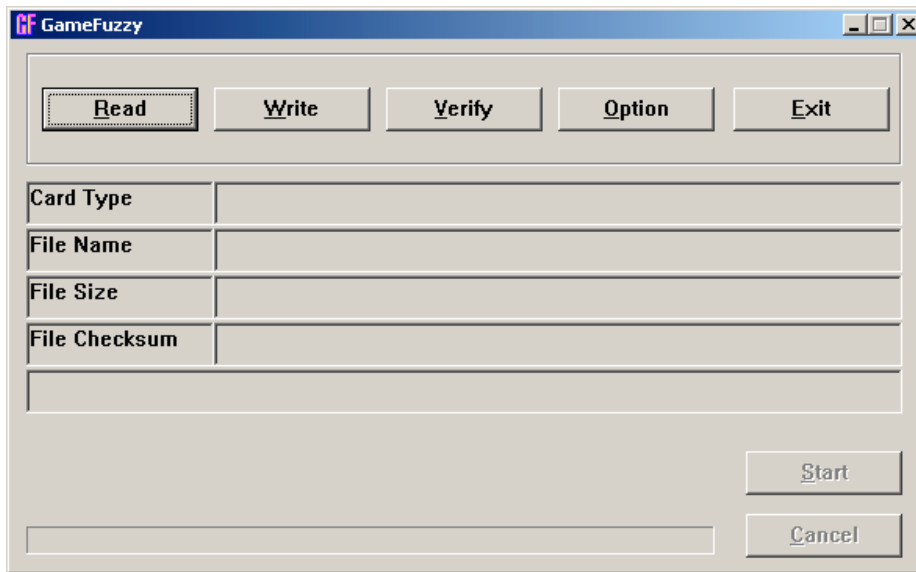 GF GameFuzzy
Read Write Verify Option Exit
Card Type
File Name
File Size
File Checksum
Start
Cancel